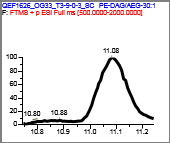 QEF1626_OG33_T3-9-0-3_SC PE-DAG/AEG-30:1
F: FTMS + p ESI Full ms [500.0000-2000.0000]
11.08
100
80
60
40
20
0
10.80 10.88
10.8 10.9 11.0 11.1 11.2